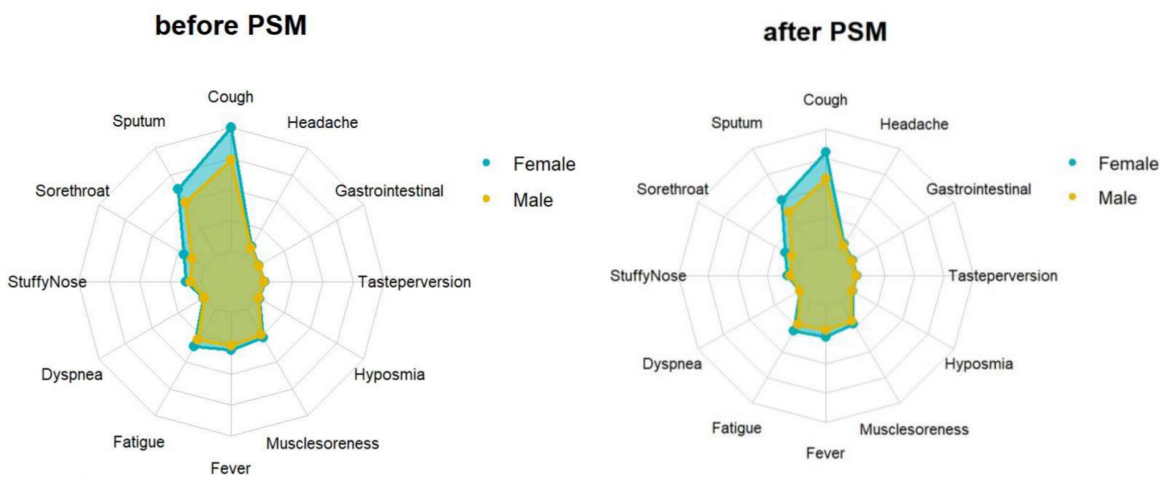 before PSM
Cough
Headache
Sputum
Sorethroat
Gastrointestinal
StuffyNose
Tasteperversion
Dyspnea
Hyposmia
Fatigue
Musclesoreness
Fever
Female
Male
after PSM
Cough
Headache
Sputum
Sorethroat
Gastrointestinal
StuffyNose
Tasteperversion
Dyspnea
Hyposmia
Fatigue
Musclesoreness
Fever
Female
Male